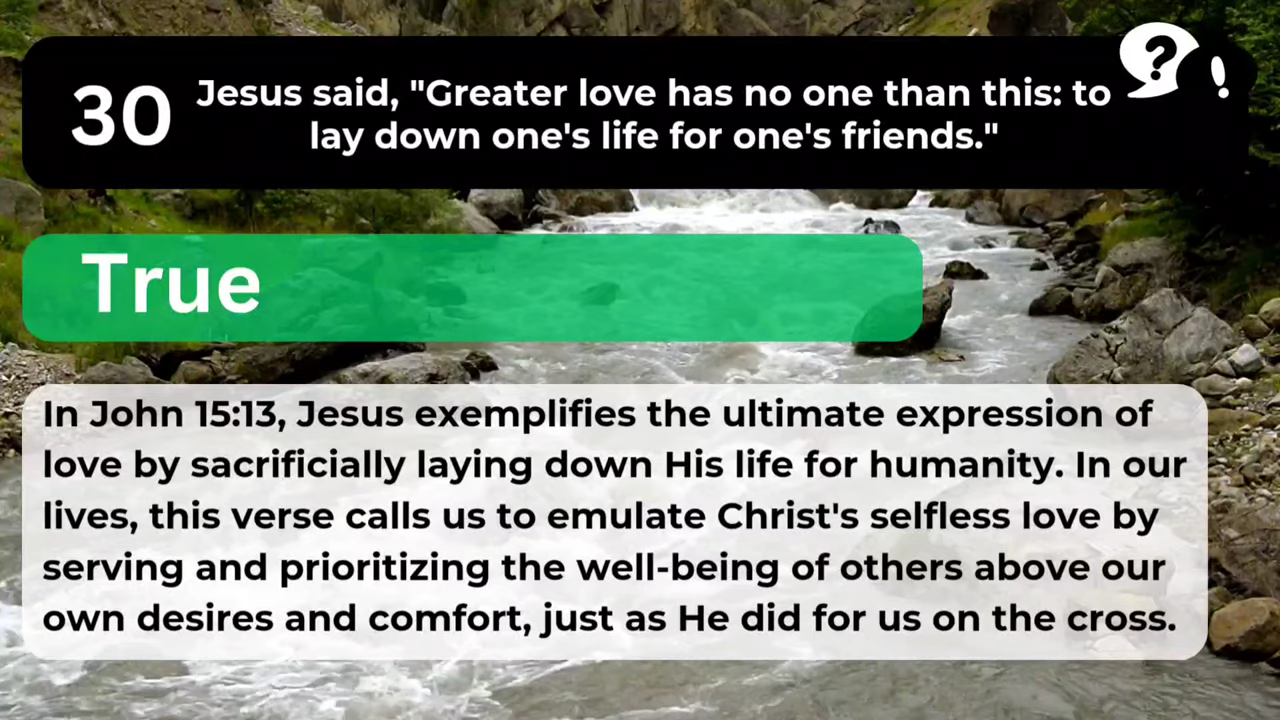 30
Jesus said, "Greater love has no one than this: to
lay down one's life for one's friends."
?!
True
In John 15:13, Jesus exemplifies the ultimate expression of
love by sacrificially laying down His life for humanity. In our
lives, this verse calls us to emulate Christ's selfless love by
serving and prioritizing the well-being of others above our
own desires and comfort, just as He did for us on the cross.